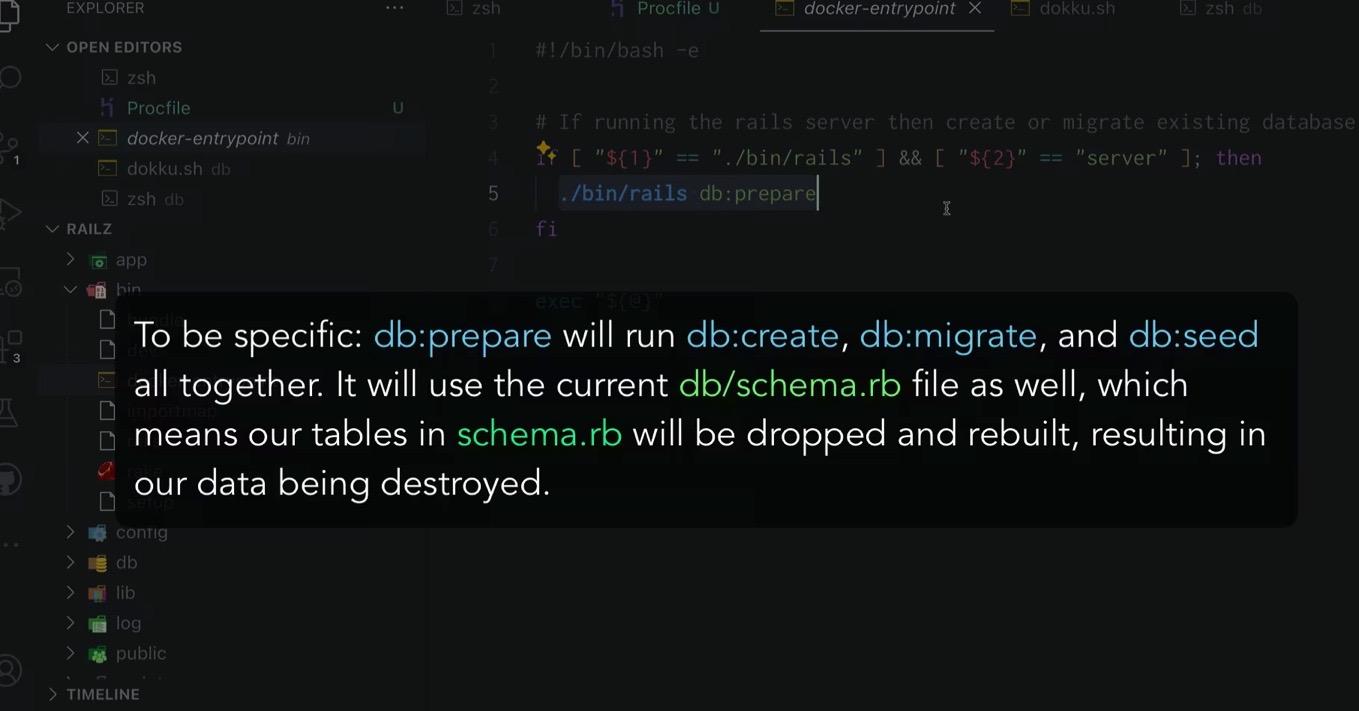 EXPLORER
zsh
Procfile U
docker-entrypoint
dokku.sh
zsh db
OPEN EDITORS
zsh
Procfile U
docker-entrypoint bin
dokku.sh db
zsh db
RAILZ
app
bin
config
db
lib
log
public
TIMELINE
1 #!/bin/bash -e
2
3 # If running the rails server then create or migrate existing database
4 if [ "${1}" == "./bin/rails" ] && [ "${2}" == "server" ]; then
5 ./bin/rails db:prepare
6 fi
7
exec "${@}"
To be specific: db:prepare will run db:create, db:migrate, and db:seed
all together. It will use the current db/schema.rb file as well, which
means our tables in schema.rb will be dropped and rebuilt, resulting in
our data being destroyed.
importmap
rake
setup
1
3